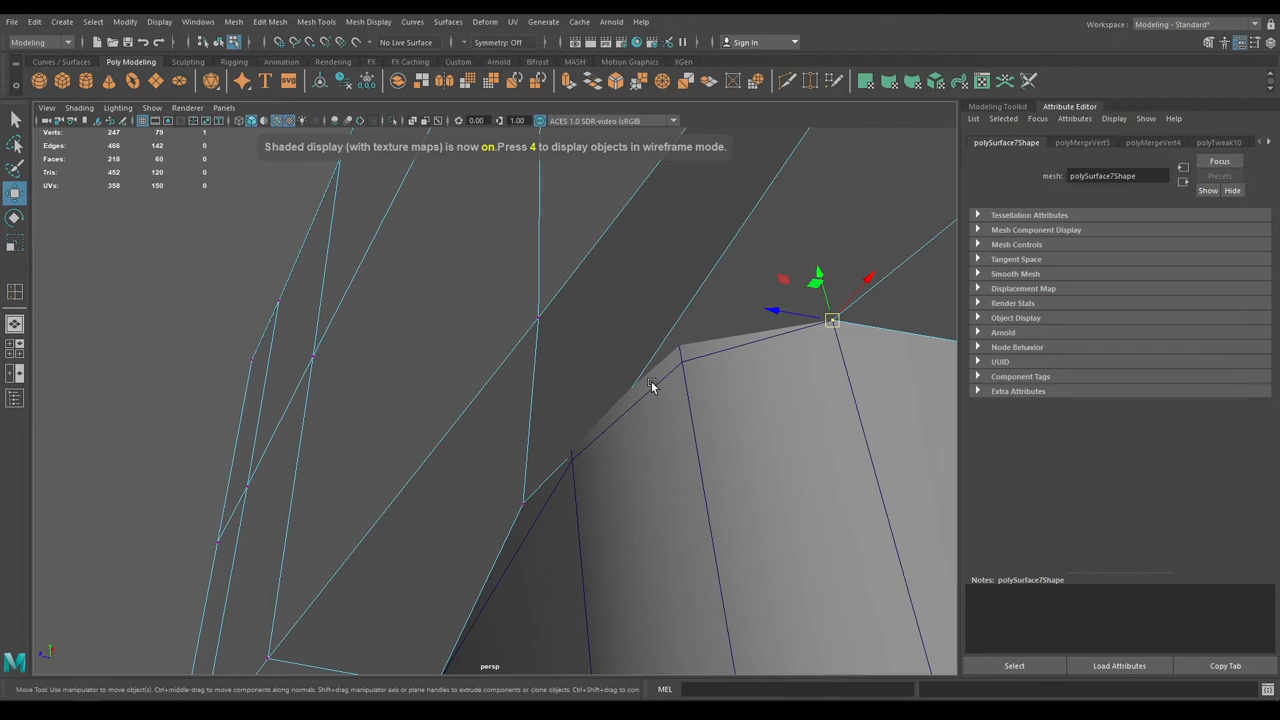 File Edit Create Select Modify Display Windows Mesh Edit Mesh Mesh Tools Mesh Display Curves Surfaces Deform UV Generate Cache Arnold Help
Workspace : Modeling - Standard*
Modeling No Live Surface Symmetry: Off Sign In
Curves / Surfaces Poly Modeling Sculpting Rigging Animation Rendering FX FX Caching Custom Arnold Bifrost MASH Motion Graphics XGen
SVG
View Shading Lighting Show Renderer Panels
Modeling Toolkit Attribute Editor
List Selected Focus Attributes Display Show Help
0.00 1.00 ACES 1.0 SDR-video (sRGB)
Verts: 247 79 1
Edges: 466 142 0
Faces: 218 60 0
Tris: 452 120 0
UVs: 358 150 0
Shaded display (with texture maps) is now on.Press 4 to display objects in wireframe mode.
polySurface7Shape polyMergeVert5 polyMergeVert4 polyTweak10
Focus
mesh: polySurface7Shape
Presets
Show Hide
Tessellation Attributes
Mesh Component Display
Mesh Controls
Tangent Space
Smooth Mesh
Displacement Map
Render Stats
Object Display
Arnold
Node Behavior
UUID
Component Tags
Extra Attributes
Notes: polySurface7Shape
persp
Select Load Attributes Copy Tab
Move Tool: Use manipulator to move object(s). Ctrl+middle-drag to move components along normals. Shift+drag manipulator axis or plane handles to extrude components or clone objects. Ctrl+Shift+drag to con
MEL